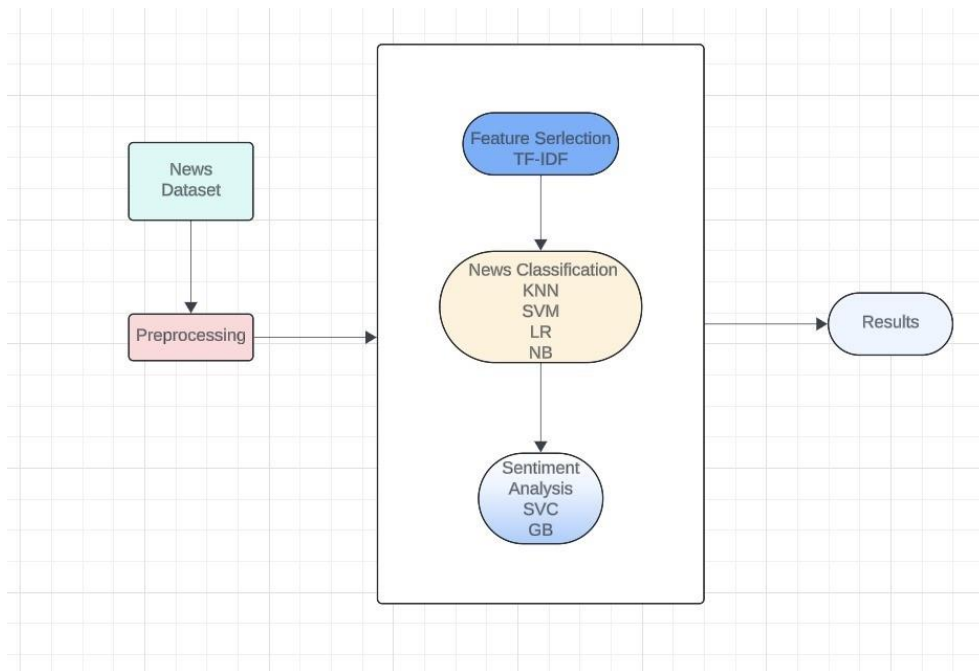 News
Dataset
Preprocessing
Feature Serlection
TF-IDF
News Classification
KNN
SVM
LR
NB
Sentiment
Analysis
SVC
GB
Results